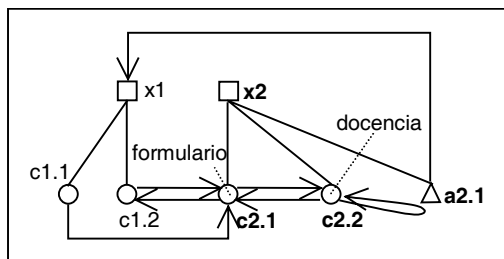 x1
x2
docencia
formulario
c1.1
c1.2
c2.1
c2.2
a2.1